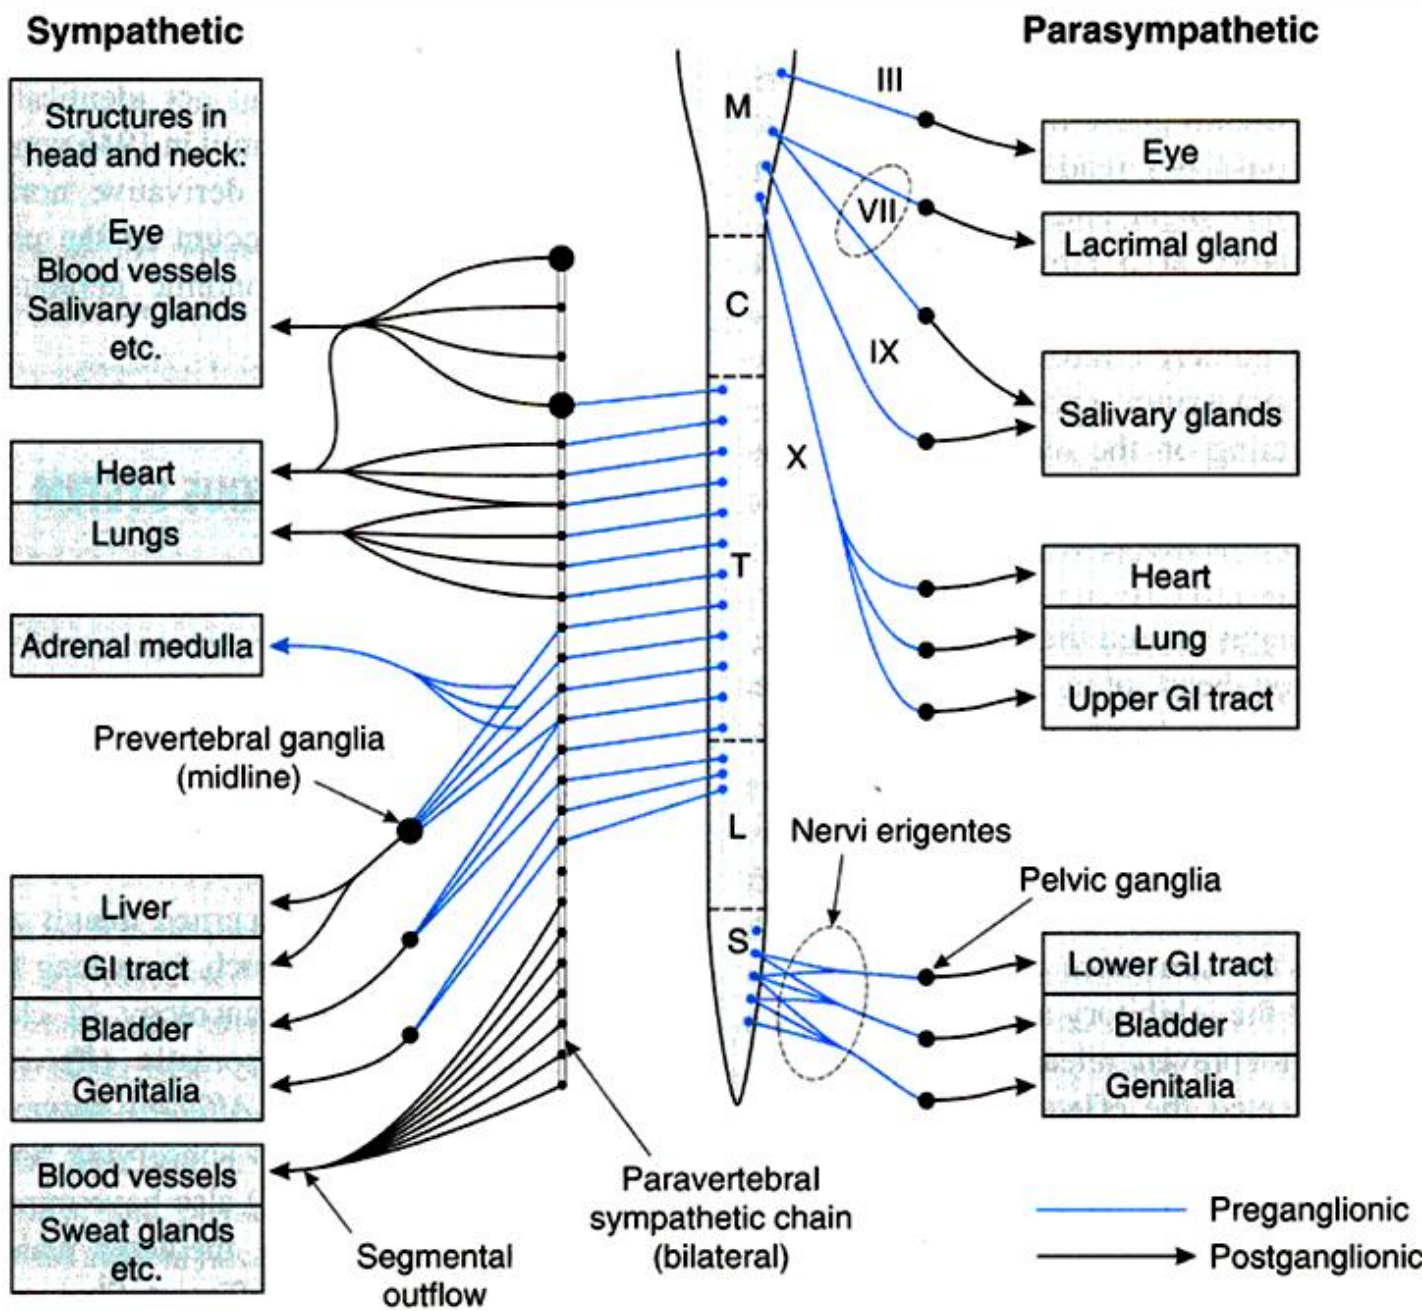 Sympathetic
Parasympathetic
Structures in
head and neck:
Eye
Blood vessels
Salivary glands
etc.
Heart
Lungs
Adrenal medulla
Prevertebral ganglia
(midline)
Liver
GI tract
Bladder
Genitalia
Blood vessels
Sweat glands
etc.
Segmental
outflow
Paravertebral
sympathetic chain
(bilateral)
M
C
T
L
S
III
VII
IX
X
Eye
Lacrimal gland
Salivary glands
Heart
Lung
Upper GI tract
Nervi erigentes
Pelvic ganglia
Lower GI tract
Bladder
Genitalia
Preganglionic
Postganglionic